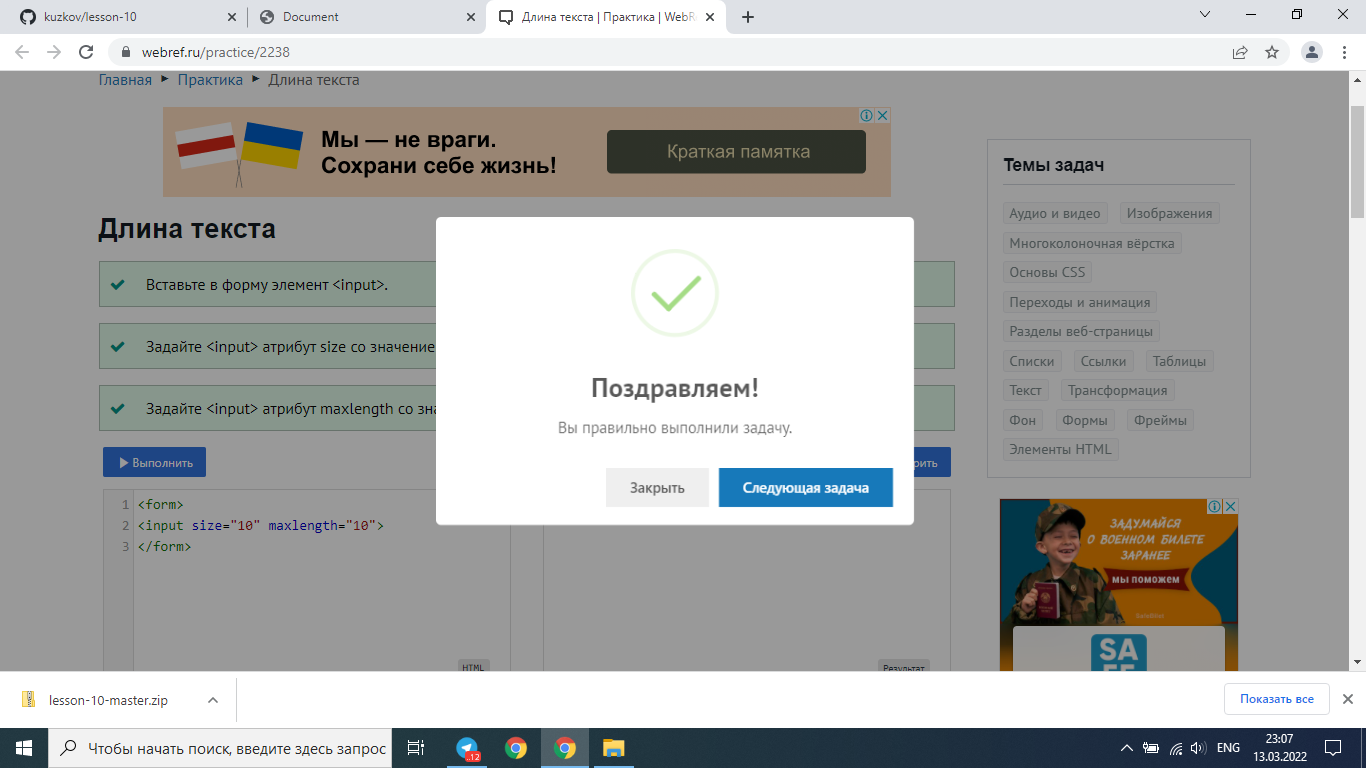 kuzkov/lesson-10
Document
Длина текста | Практика | WebR
webref.ru/practice/2238
Главная ► Практика ► Длина текста
Мы — не враги.
Сохрани себе жизнь!
Краткая памятка
Длина текста
Вставьте в форму элемент <input>.
Задайте <input> атрибут size со значение
Задайте <input> атрибут maxlength со зна
Выполнить
рить
1 <form>
2 <input size="10" maxlength="10">
3 </form>
HTML
Результат
Поздравляем!
Вы правильно выполнили задачу.
Закрыть
Следующая задача
Темы задач
Аудио и видео
Изображения
Многоколоночная вёрстка
Основы CSS
Переходы и анимация
Разделы веб-страницы
Списки
Ссылки
Таблицы
Текст
Трансформация
Фон
Формы
Фреймы
Элементы HTML
ЗАДУМАЙСЯ
О ВОЕННОМ БИЛЕТЕ
ЗАРАНЕЕ
МЫ ПОМОЖЕМ
SA
FE
lesson-10-master.zip
Показать все
Чтобы начать поиск, введите здесь запрос
.12
ENG
23:07
13.03.2022